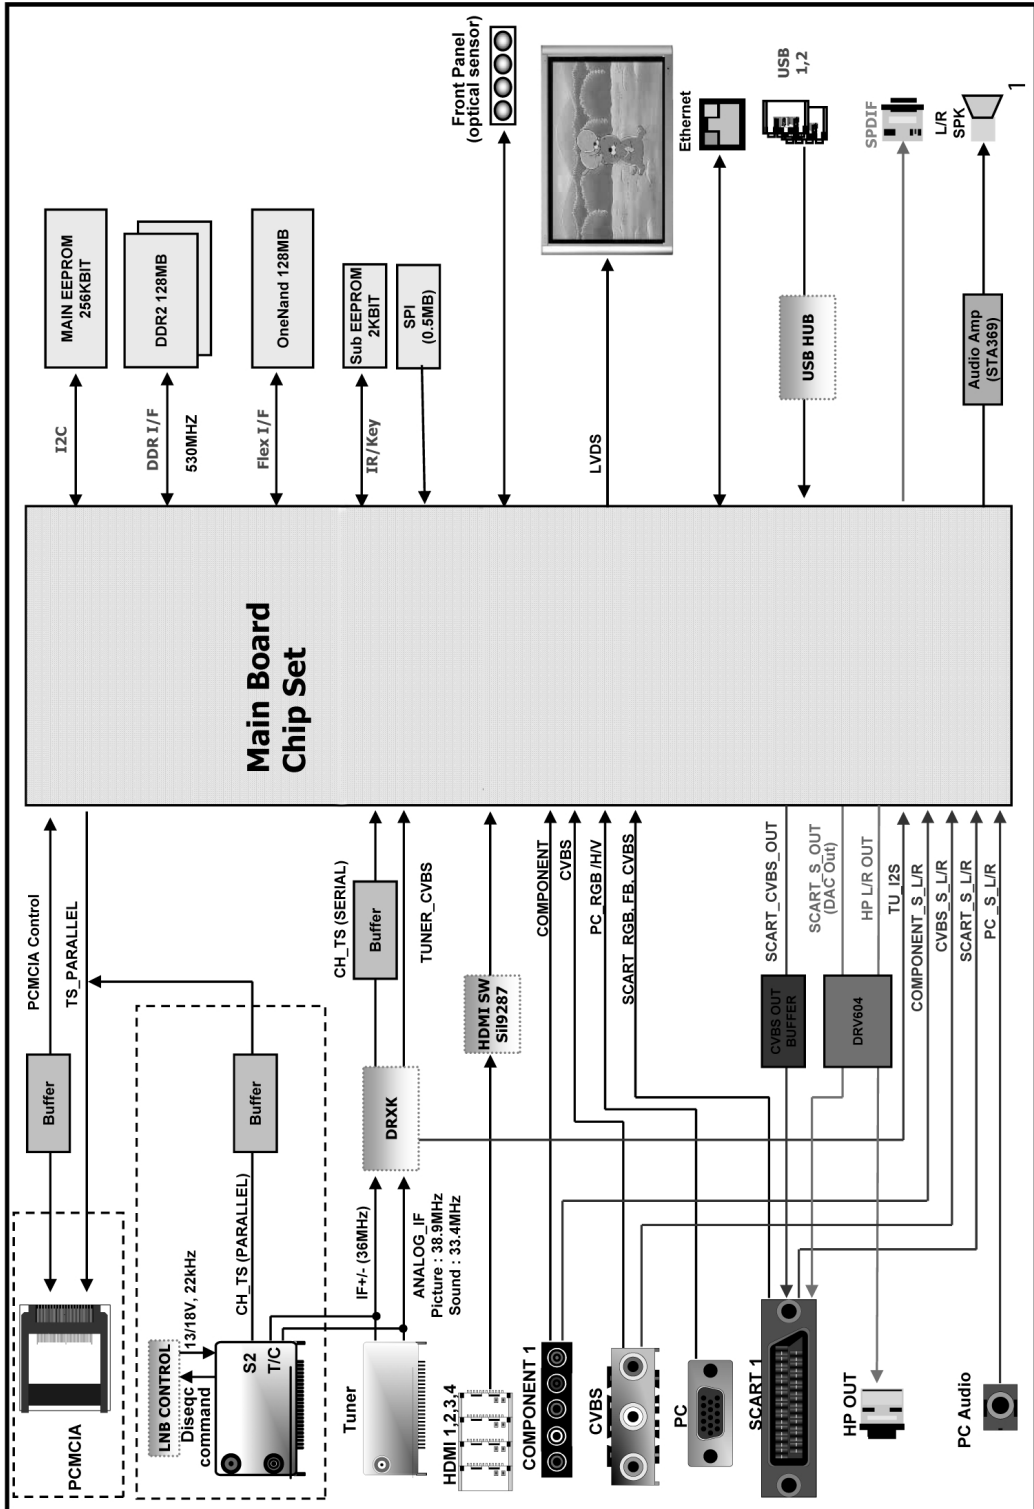 MAIN EEPROM
256KBIT
DDR2 128MB
OneNand 128MB
Sub EEPROM
2KBIT
SPI
(0.5MB)
Front Panel
(optical sensor)
Ethernet
USB
1,2
SPDIF
L/R
SPK
1
I2C
DDR I/F
530MHZ
Flex I/F
IR/Key
LVDS
USB HUB
Audio Amp
(STA369)
Main Board
Chip Set
PCMCIA Control
TS_PARALLEL
CH_TS (SERIAL)
TUNER_CVBS
COMPONENT
CVBS
PC_RGB /H/V
SCART_RGB, FB, CVBS
SCART_CVBS_OUT
SCART_S_OUT
(DAC Out)
HP L/R OUT
TU_I2S
COMPONENT_S_L/R
CVBS_S_L/R
SCART_S_L/R
PC_S_L/R
Buffer
Buffer
Buffer
HDMI SW
SiI9287
CVBS OUT
BUFFER
DRV604
DRXK
CH_TS (PARALLEL)
IF+/- (36MHz)
ANALOG_IF
Picture : 38.9MHz
Sound : 33.4MHz
13/18V, 22kHz
LNB CONTROL
Diseqc
command
S2
T/C
PCMCIA
Tuner
HDMI 1,2,3,4
COMPONENT 1
CVBS
PC
SCART 1
HP OUT
PC Audio